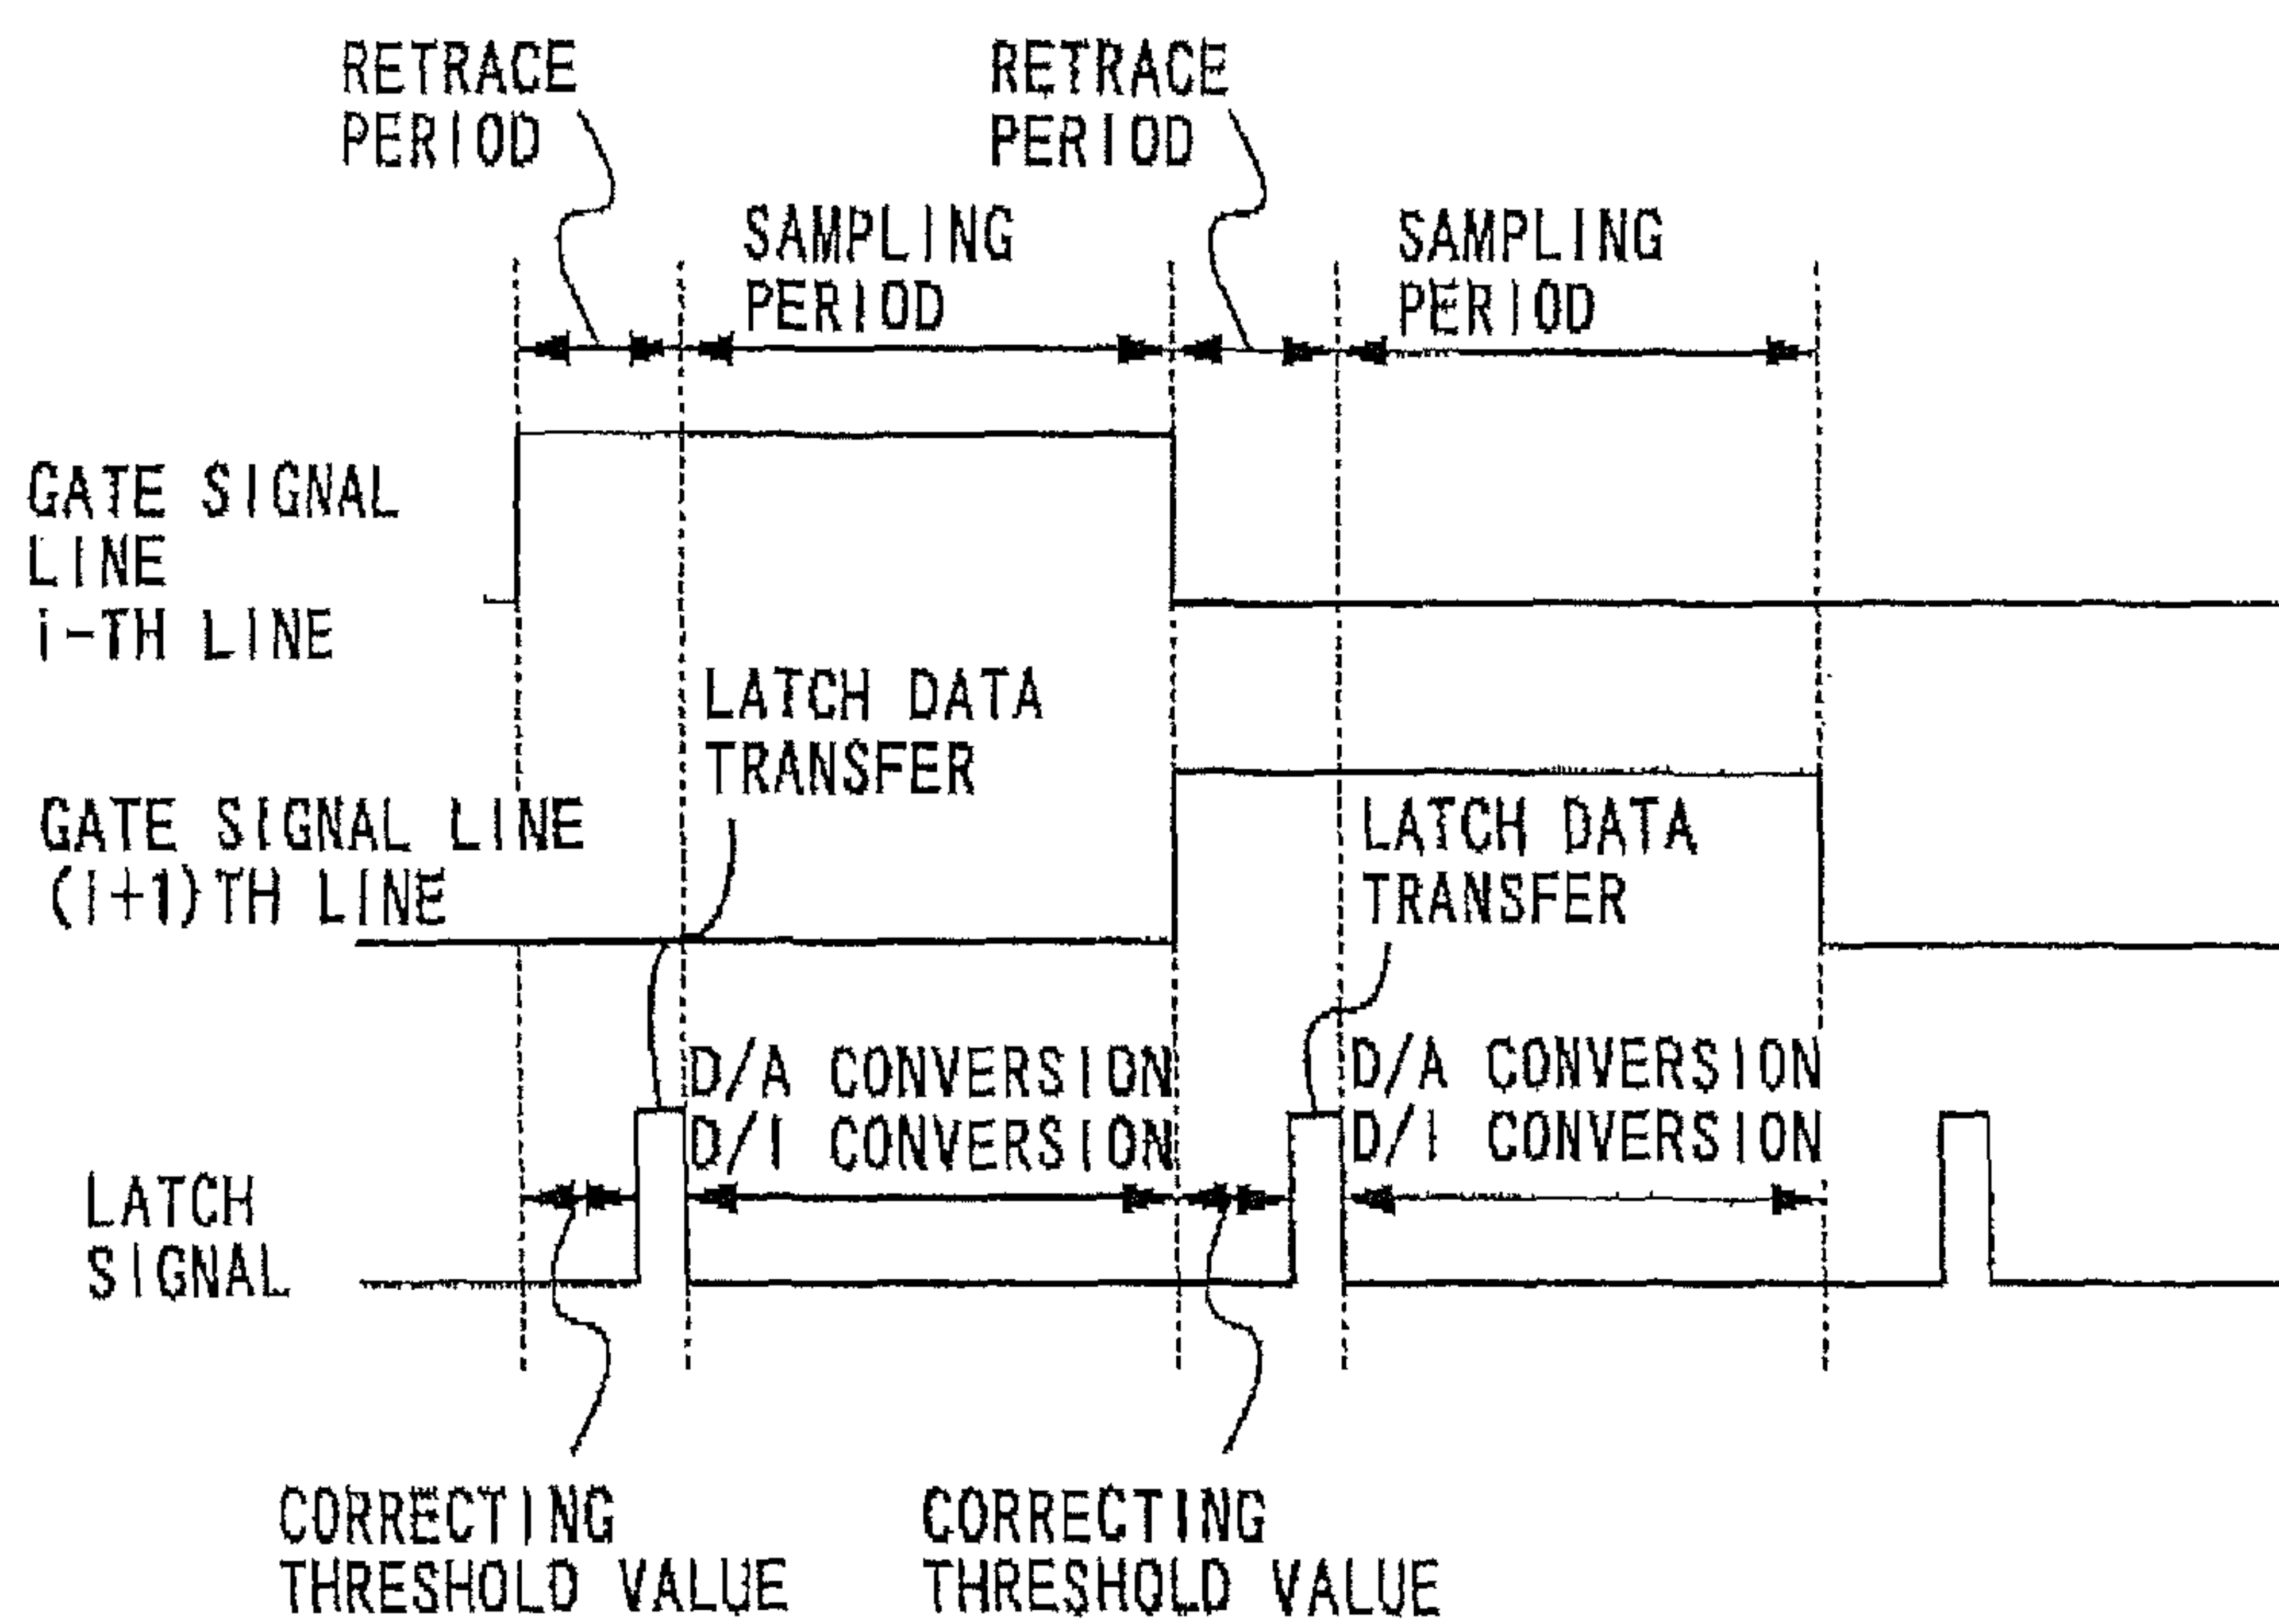 RETRACE
PERIOD
RETRACE
PERIOD
SAMPLING
PERIOD
SAMPLING
PERIOD
GATE SIGNAL
LINE
i-TH LINE
LATCH DATA
TRANSFER
GATE SIGNAL LINE
(i+1)TH LINE
LATCH DATA
TRANSFER
D/A CONVERSION
D/I CONVERSION
D/A CONVERSION
D/I CONVERSION
LATCH
SIGNAL
CORRECTING
THRESHOLD VALUE
CORRECTING
THRESHOLD VALUE